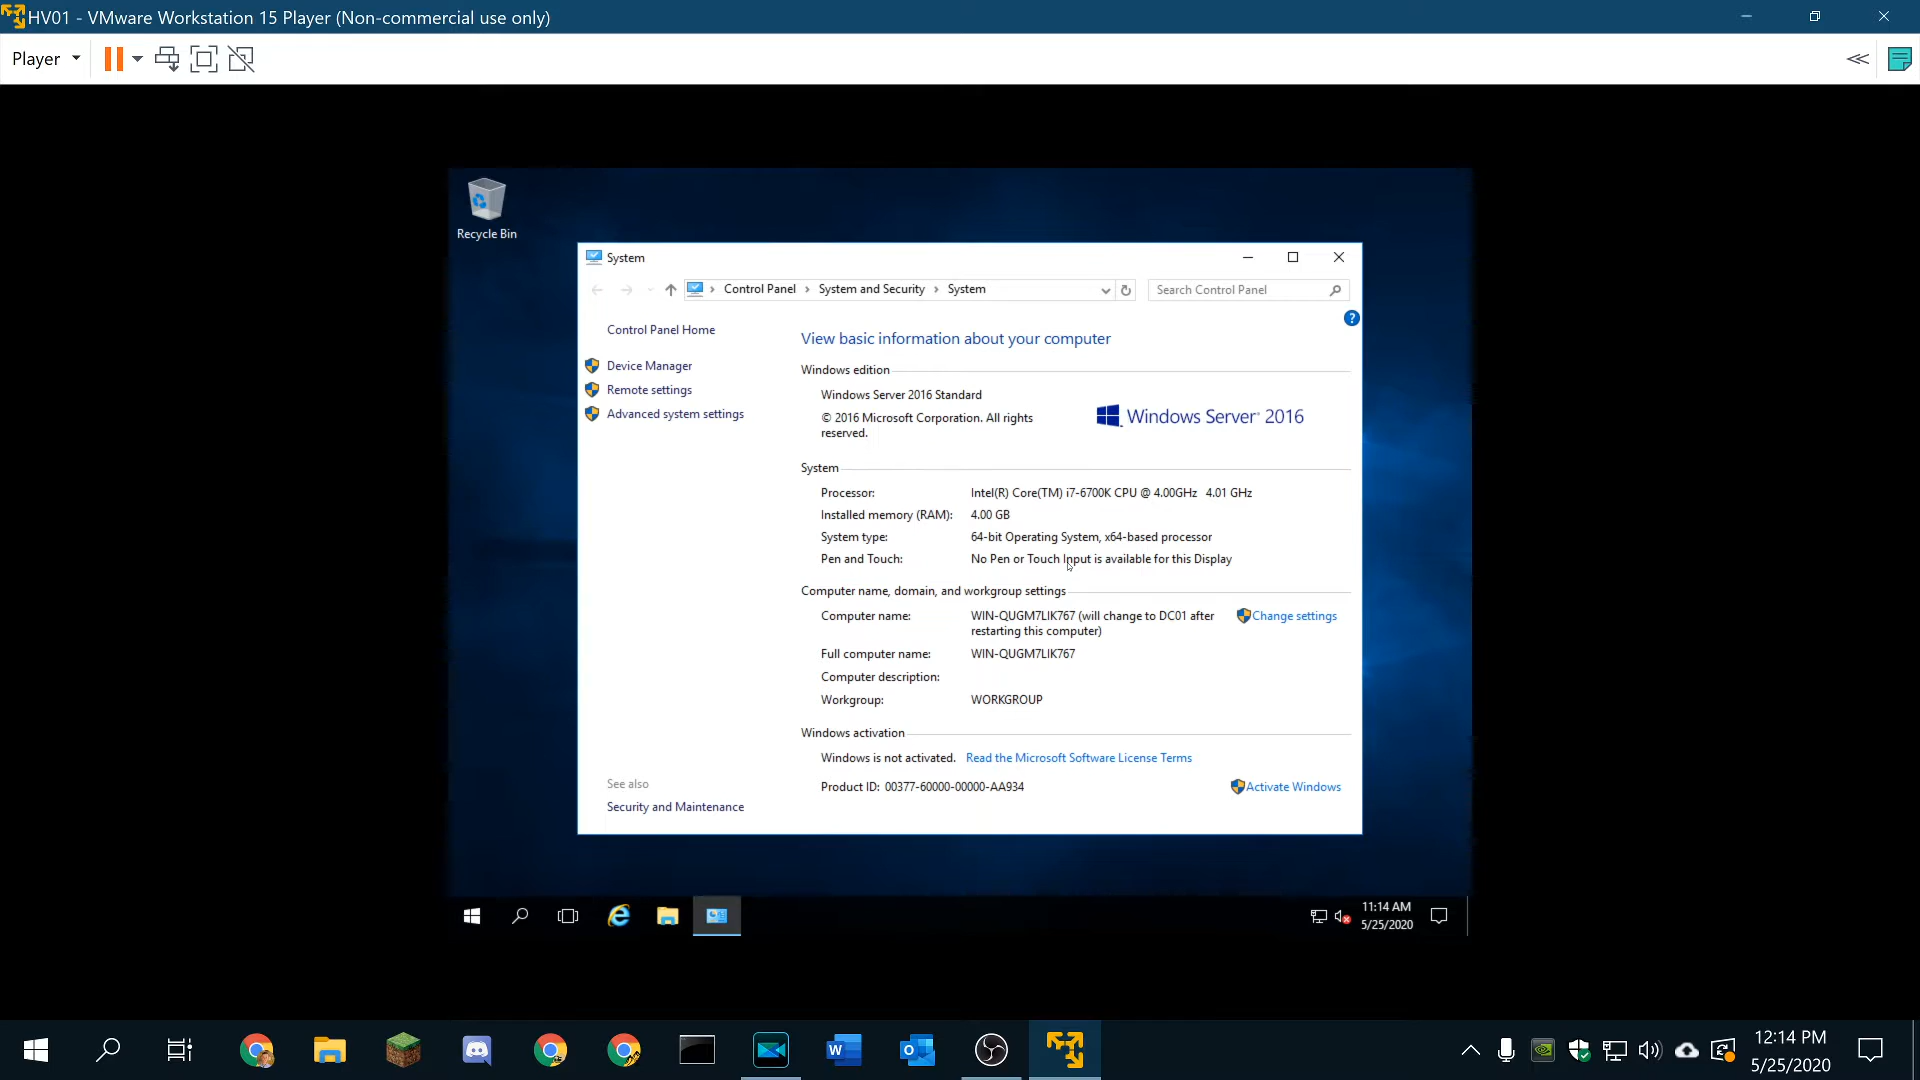 HV01 - VMware Workstation 15 Player (Non-commercial use only)
Player
Recycle Bin
System
Control Panel > System and Security > System
Search Control Panel
Control Panel Home
Device Manager
Remote settings
Advanced system settings
See also
Security and Maintenance
?
View basic information about your computer
Windows edition
Windows Server 2016 Standard
© 2016 Microsoft Corporation. All rights
reserved.
Windows Server® 2016
System
Processor: Intel(R) Core(TM) i7-6700K CPU @ 4.00GHz 4.01 GHz
Installed memory (RAM): 4.00 GB
System type: 64-bit Operating System, x64-based processor
Pen and Touch: No Pen or Touch Input is available for this Display
Computer name, domain, and workgroup settings
Computer name: WIN-QUGM7LIK767 (will change to DC01 after
restarting this computer)
Change settings
Full computer name: WIN-QUGM7LIK767
Computer description:
Workgroup: WORKGROUP
Windows activation
Windows is not activated. Read the Microsoft Software License Terms
Product ID: 00377-60000-00000-AA934
Activate Windows
11:14 AM
5/25/2020
12:14 PM
5/25/2020